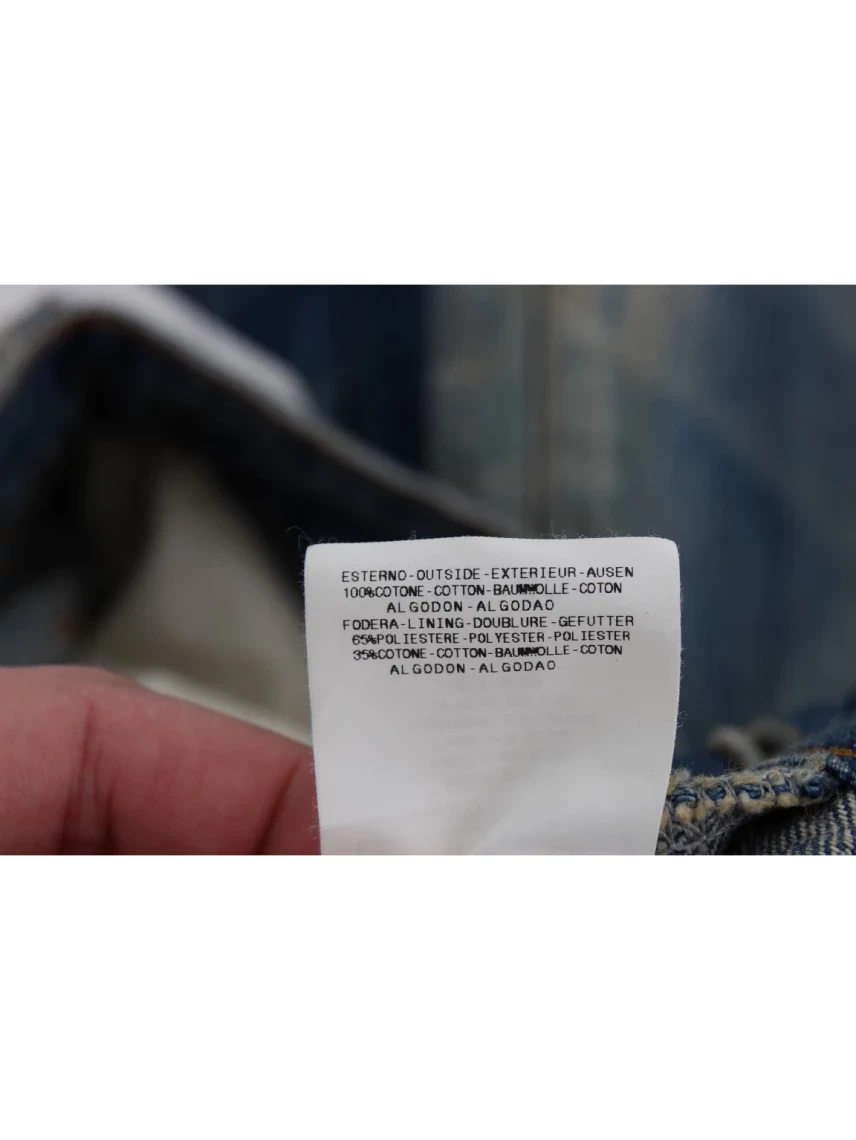 ESTERNO-OUTSIDE-EXTERIEUR-AUSEN
100%COTONE-COTTON-BAUMWOLLE-COTON
ALGODON-ALGODAO
FODERA-LINING-DOUBLURE-GEFUTTER
65%POLIESTERE-POLYESTER-POLIESTER
35%COTONE-COTTON-BAUMWOLLE-COTON
ALGODON-ALGODAO